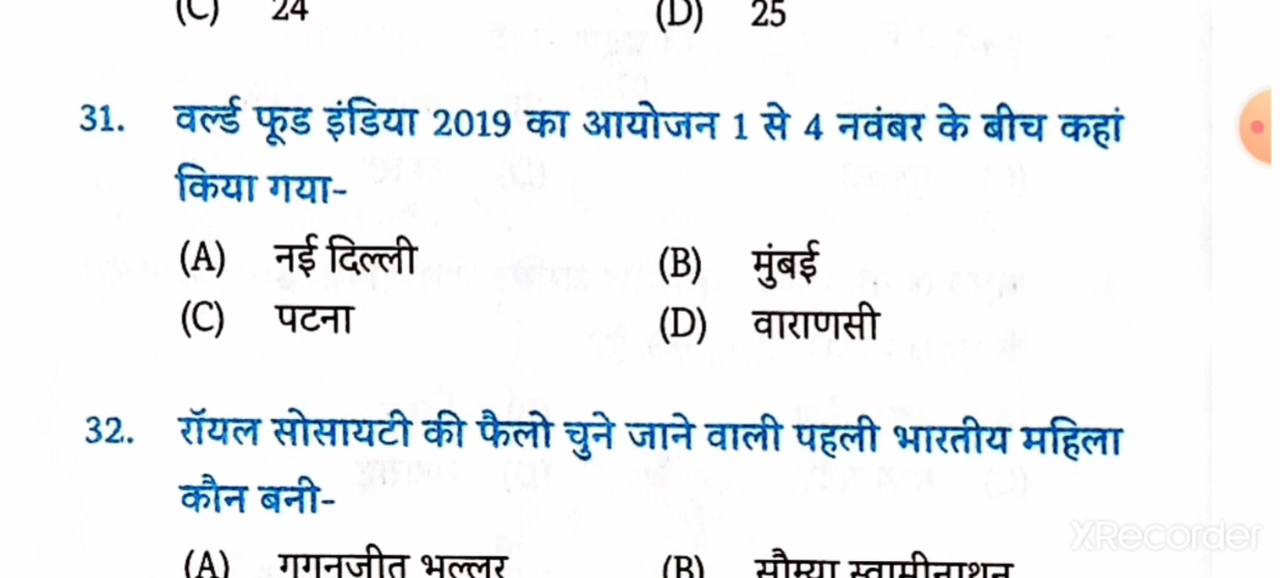 (C) 24 (D) 25
31. वर्ल्ड फूड इंडिया 2019 का आयोजन 1 से 4 नवंबर के बीच कहां
किया गया-
(A) नई दिल्ली (B) मुंबई
(C) पटना (D) वाराणसी
32. रॉयल सोसायटी की फैलो चुने जाने वाली पहली भारतीय महिला
कौन बनी-
(A) गगनजीत भुल्लर (B) सौम्या स्वामीनाथन
XRecorder